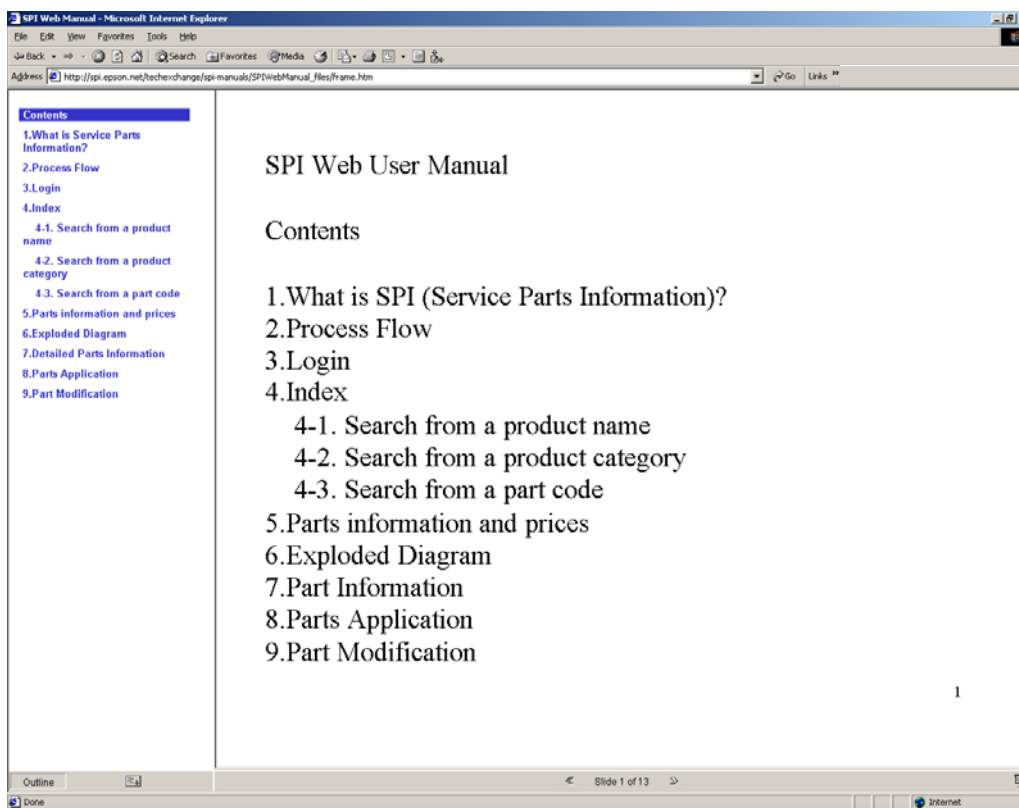 SPI Web Manual - Microsoft Internet Explorer
File Edit View Favorites Tools Help
Back Search Favorites Media
Address http://spi.epson.net/techexchange/spi-manuals/SPIWebManual_files/frame.htm Go Links »
Contents
1.What is Service Parts
Information?
2.Process Flow
3.Login
4.Index
4-1. Search from a product
name
4-2. Search from a product
category
4-3. Search from a part code
5.Parts information and prices
6.Exploded Diagram
7.Detailed Parts Information
8.Parts Application
9.Part Modification
SPI Web User Manual
Contents
1.What is SPI (Service Parts Information)?
2.Process Flow
3.Login
4.Index
4-1. Search from a product name
4-2. Search from a product category
4-3. Search from a part code
5.Parts information and prices
6.Exploded Diagram
7.Part Information
8.Parts Application
9.Part Modification
1
Outline Slide 1 of 13
Done Internet